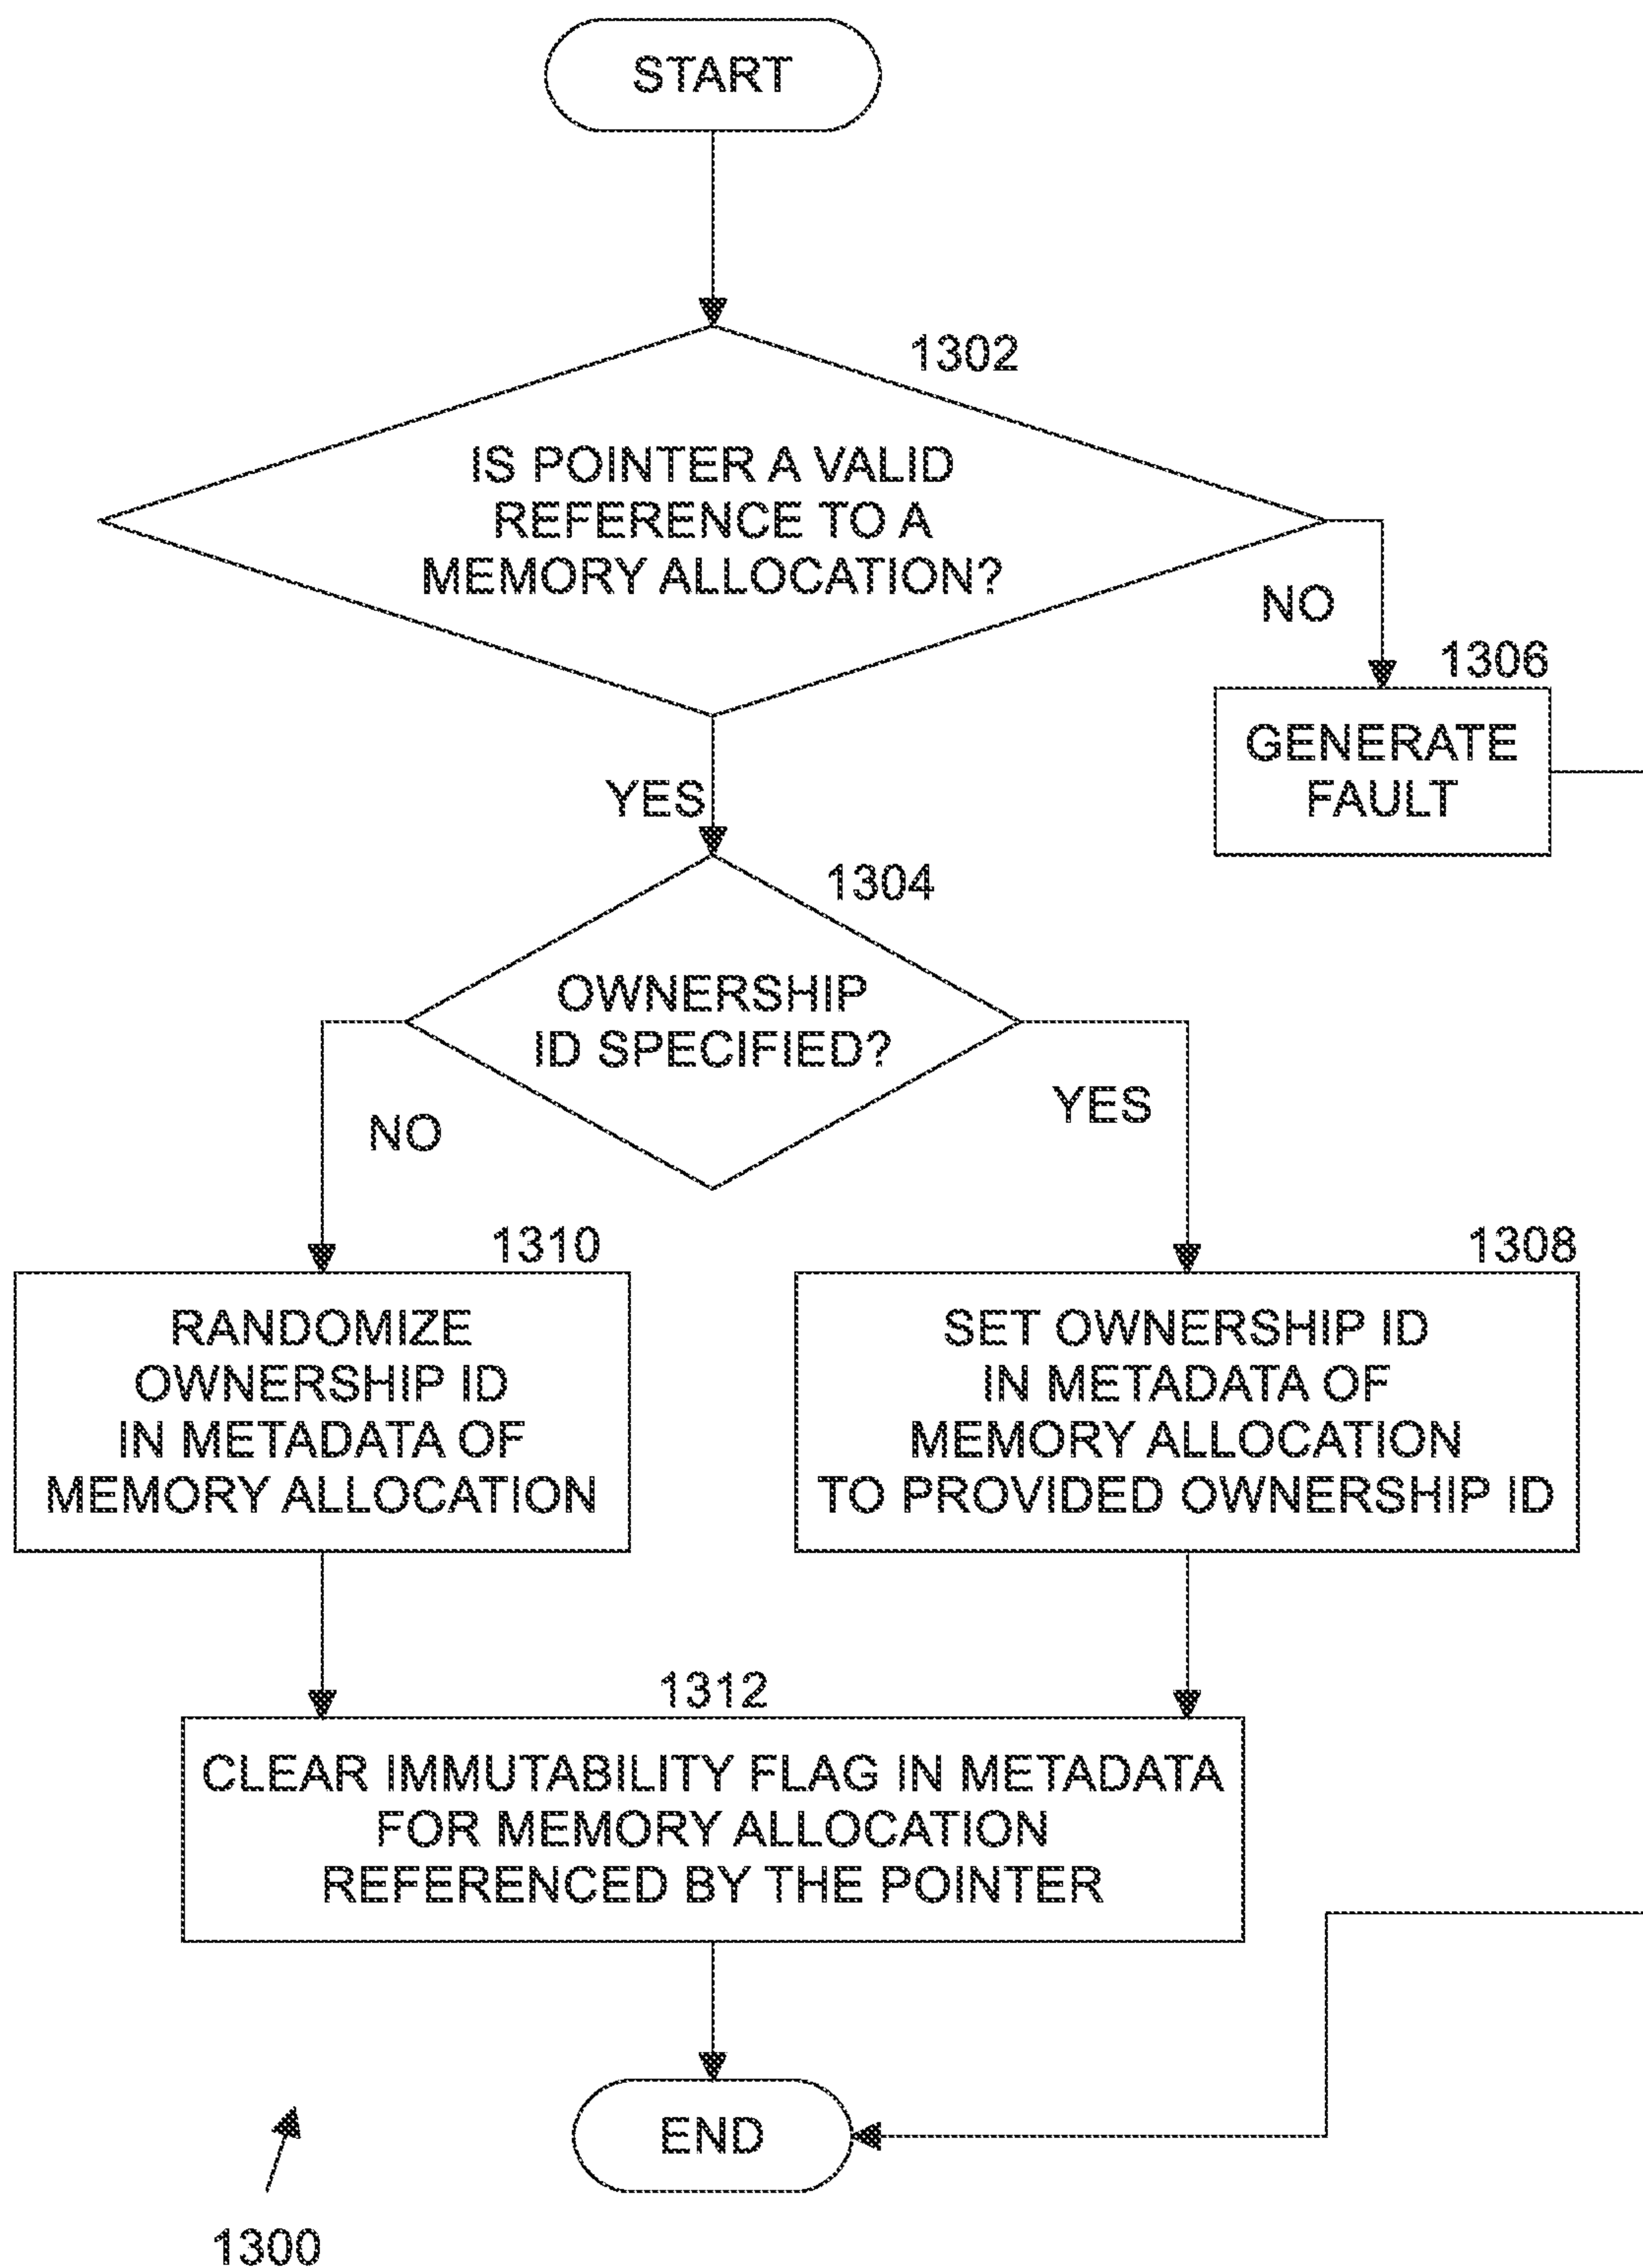 START
1302
IS POINTER A VALID
REFERENCE TO A
MEMORY ALLOCATION?
NO
1306
GENERATE
FAULT
YES
1304
OWNERSHIP
ID SPECIFIED?
NO
YES
1310
RANDOMIZE
OWNERSHIP ID
IN METADATA OF
MEMORY ALLOCATION
1308
SET OWNERSHIP ID
IN METADATA OF
MEMORY ALLOCATION
TO PROVIDED OWNERSHIP ID
1312
CLEAR IMMUTABILITY FLAG IN METADATA
FOR MEMORY ALLOCATION
REFERENCED BY THE POINTER
END
1300